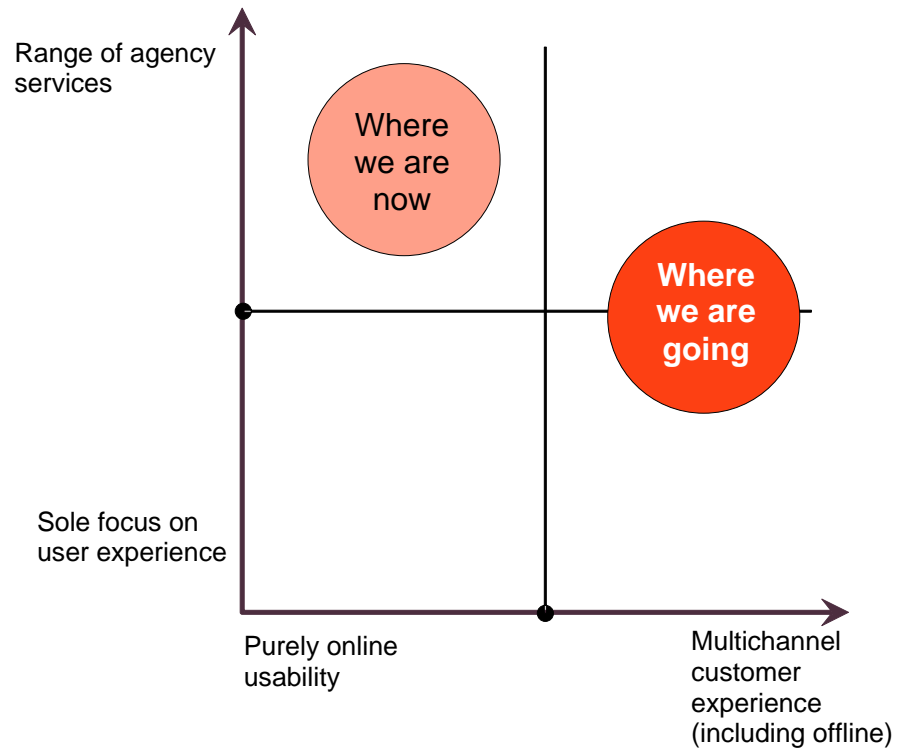 Range of agency
services
Where
we are
now
Where
we are
going
Sole focus on
user experience
Purely online
usability
Multichannel
customer
experience
(including offline)